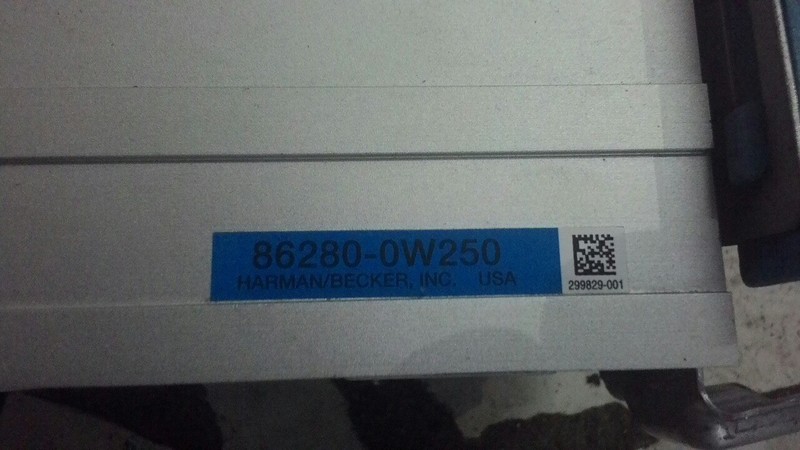 86280-0W250
HARMAN/BECKER, INC. USA
299829-001